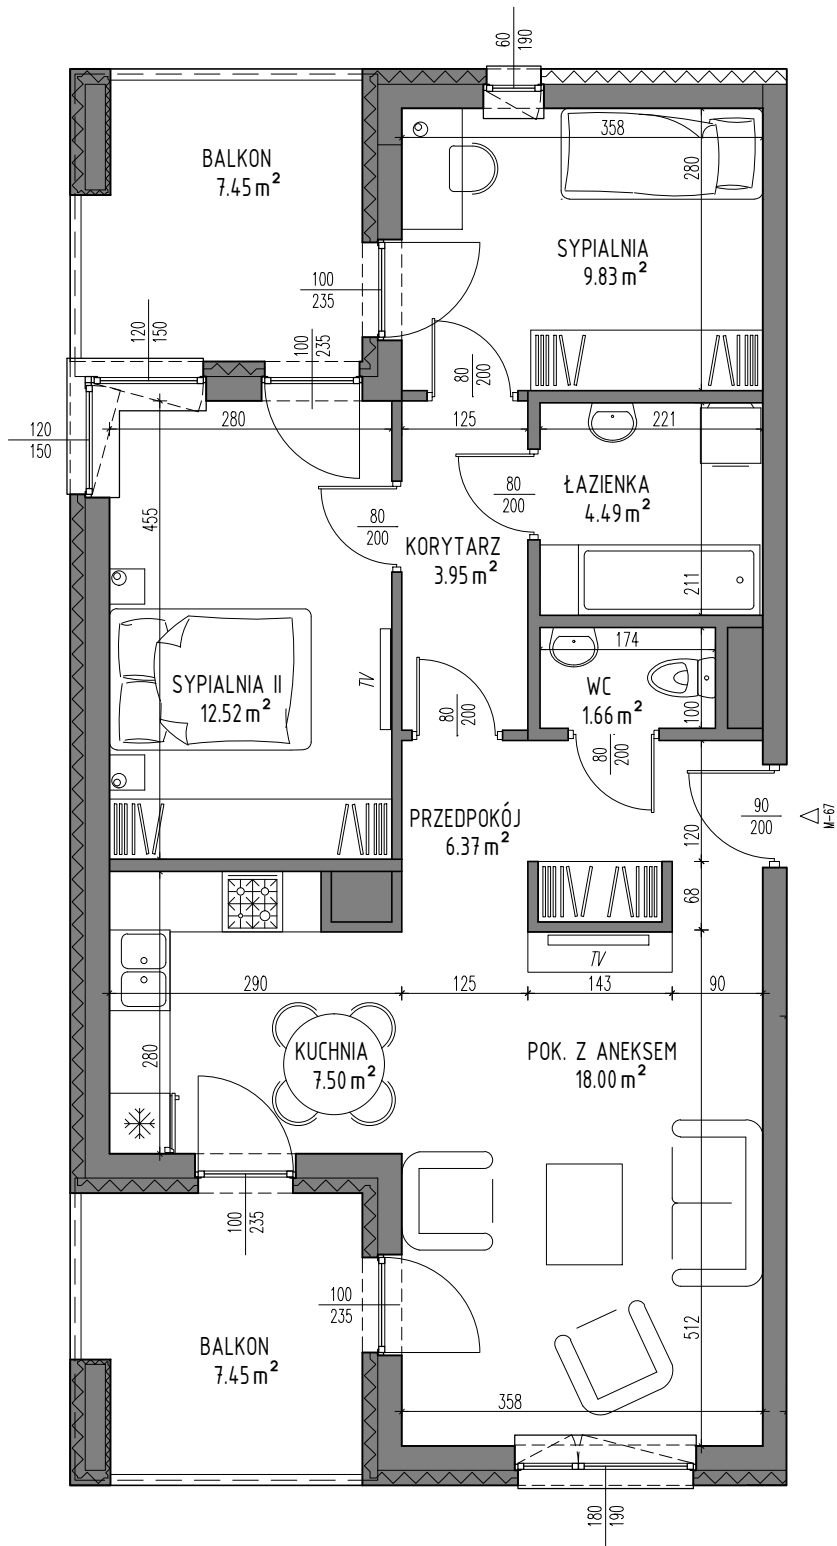 60
190
BALKON
7.45 m²
358
280
SYPIALNIA
9.83 m²
100
235
120
150
100
235
80
200
120
150
280
125
221
455
80
200
80
200
ŁAZIENKA
4.49 m²
KORYTARZ
3.95 m²
211
174
SYPIALNIA II
12.52 m²
TV
WC
1.66 m²
100
80
200
80
200
PRZEDPOKÓJ
6.37 m²
120
90
200
M-67
68
TV
290
125
143
90
280
KUCHNIA
7.50 m²
POK. Z ANEKSEM
18.00 m²
100
235
100
235
512
BALKON
7.45 m²
358
180
190